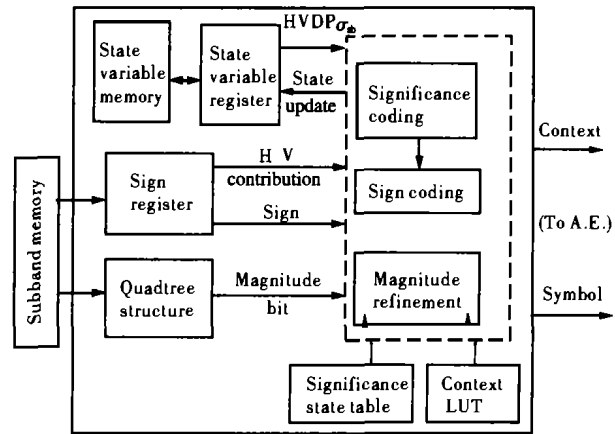 State
variable
memory
State
variable
register
HVDPσ
State
update
Significance
coding
Sign coding
Context
(To A.E.)
Symbol
Subband memory
Sign
register
H V
contribution
Sign
Quadtree
structure
Magnitude
bit
Magnitude
refinement
Significance
state table
Context
LUT